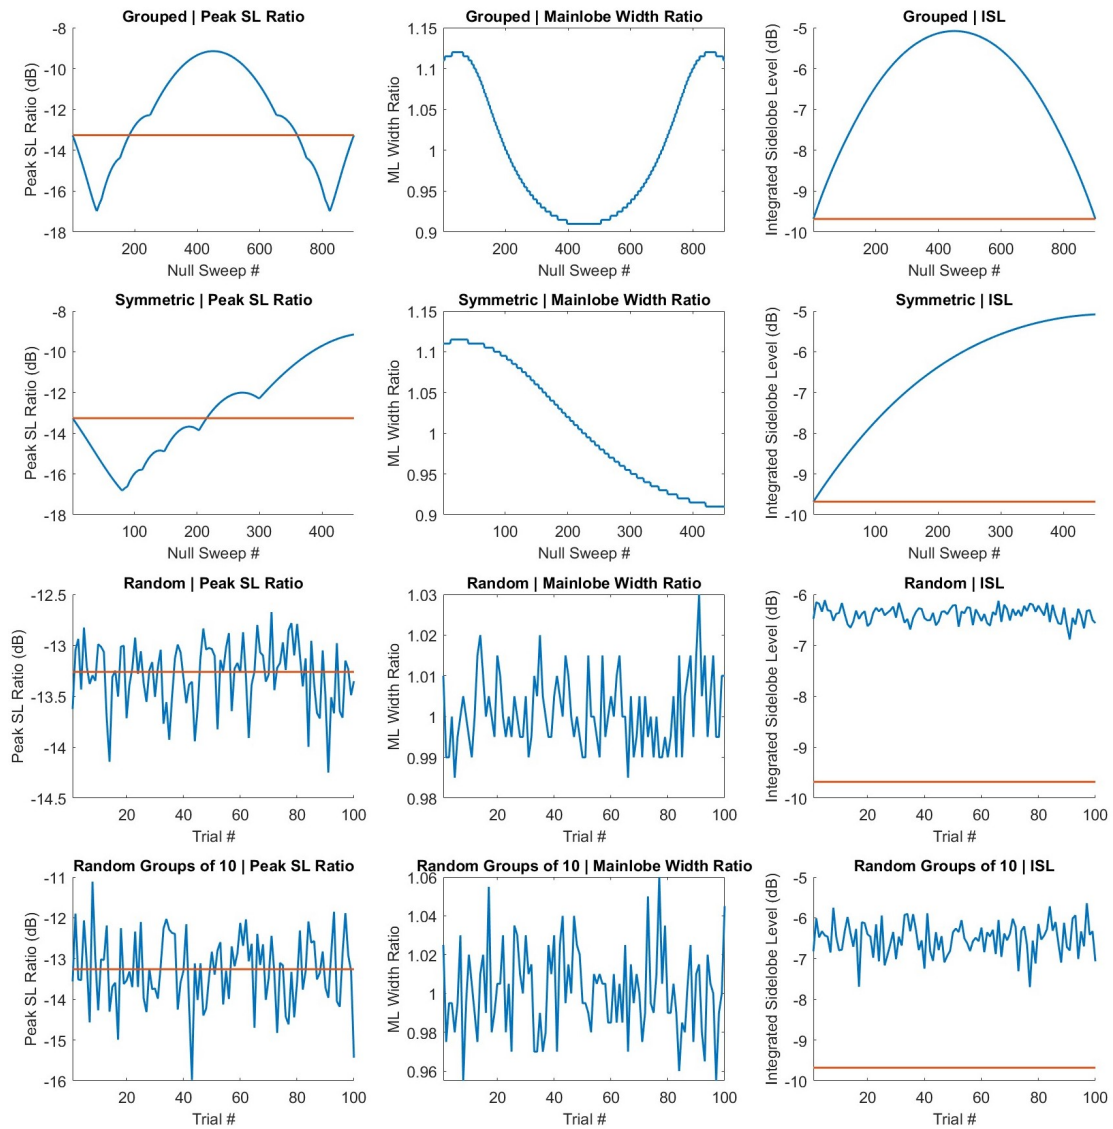 Grouped | Peak SL Ratio
Peak SL Ratio (dB)
-8
-10
-12
-14
-16
-18
200 400 600 800
Null Sweep #
Grouped | Mainlobe Width Ratio
ML Width Ratio
1.15
1.1
1.05
1
0.95
0.9
200 400 600 800
Null Sweep #
Grouped | ISL
Integrated Sidelobe Level (dB)
-5
-6
-7
-8
-9
-10
200 400 600 800
Null Sweep #
Symmetric | Peak SL Ratio
Peak SL Ratio (dB)
-8
-10
-12
-14
-16
-18
100 200 300 400
Null Sweep #
Symmetric | Mainlobe Width Ratio
ML Width Ratio
1.15
1.1
1.05
1
0.95
0.9
100 200 300 400
Null Sweep #
Symmetric | ISL
Integrated Sidelobe Level (dB)
-5
-6
-7
-8
-9
-10
100 200 300 400
Null Sweep #
Random | Peak SL Ratio
Peak SL Ratio (dB)
-12.5
-13
-13.5
-14
-14.5
20 40 60 80 100
Trial #
Random | Mainlobe Width Ratio
ML Width Ratio
1.03
1.02
1.01
1
0.99
0.98
20 40 60 80 100
Trial #
Random | ISL
Integrated Sidelobe Level (dB)
-6
-7
-8
-9
-10
20 40 60 80 100
Trial #
Random Groups of 10 | Peak SL Ratio
Peak SL Ratio (dB)
-11
-12
-13
-14
-15
-16
20 40 60 80 100
Trial #
Random Groups of 10 | Mainlobe Width Ratio
ML Width Ratio
1.06
1.04
1.02
1
0.98
0.96
20 40 60 80 100
Trial #
Random Groups of 10 | ISL
Integrated Sidelobe Level (dB)
-5
-6
-7
-8
-9
-10
20 40 60 80 100
Trial #